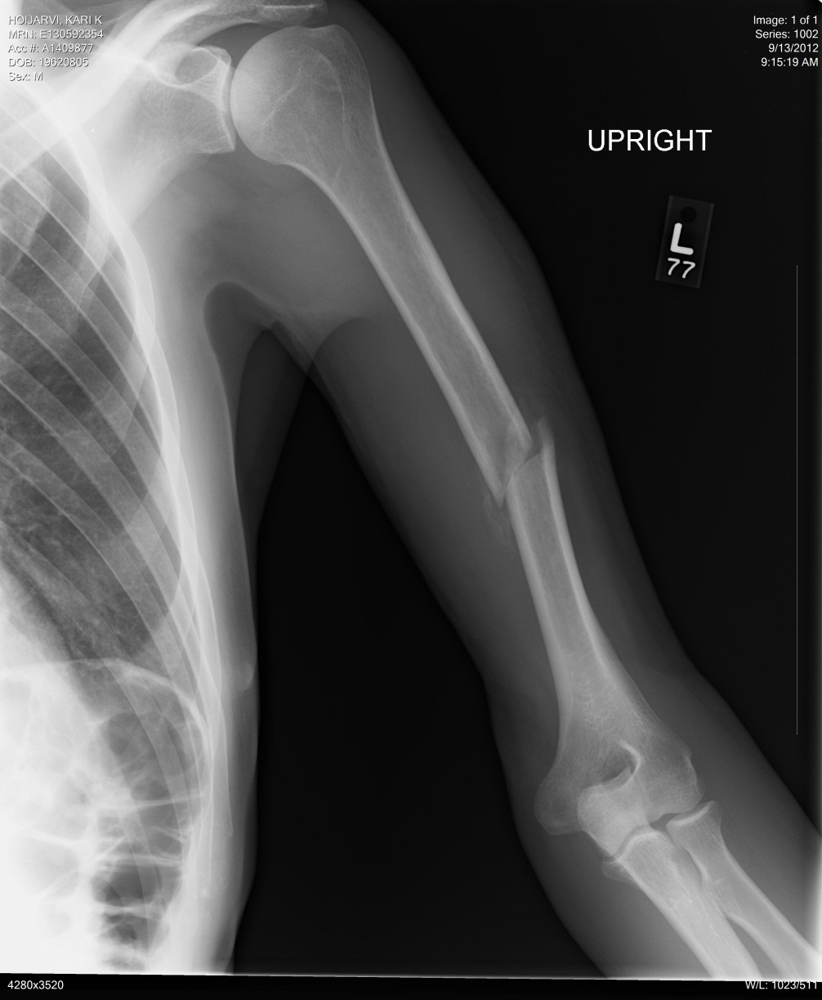 HOIJARVI, KARI K
MRN: E130592354
Acc #: A1409877
DOB: 19620805
Sex: M
Image: 1 of 1
Series: 1002
9/13/2012
9:15:19 AM
UPRIGHT
L
77
4280x3520
W/L: 1023/511